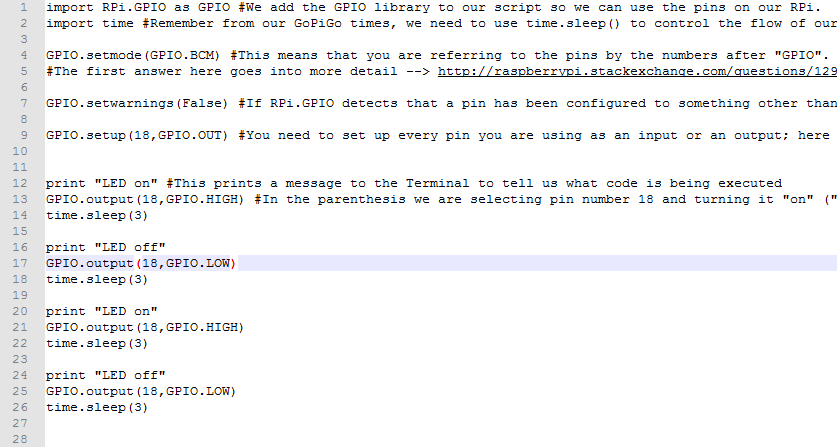 1 import RPi.GPIO as GPIO #We add the GPIO library to our script so we can use the pins on our RPi.
2 import time #Remember from our GoPiGo times, we need to use time.sleep() to control the flow of our
3
4 GPIO.setmode(GPIO.BCM) #This means that you are referring to the pins by the numbers after "GPIO".
5 #The first answer here goes into more detail --> http://raspberrypi.stackexchange.com/questions/129
6
7 GPIO.setwarnings(False) #If RPi.GPIO detects that a pin has been configured to something other than
8
9 GPIO.setup(18,GPIO.OUT) #You need to set up every pin you are using as an input or an output; here
10
11
12 print "LED on" #This prints a message to the Terminal to tell us what code is being executed
13 GPIO.output(18,GPIO.HIGH) #In the parenthesis we are selecting pin number 18 and turning it "on" ("
14 time.sleep(3)
15
16 print "LED off"
17 GPIO.output(18,GPIO.LOW)
18 time.sleep(3)
19
20 print "LED on"
21 GPIO.output(18,GPIO.HIGH)
22 time.sleep(3)
23
24 print "LED off"
25 GPIO.output(18,GPIO.LOW)
26 time.sleep(3)
27
28